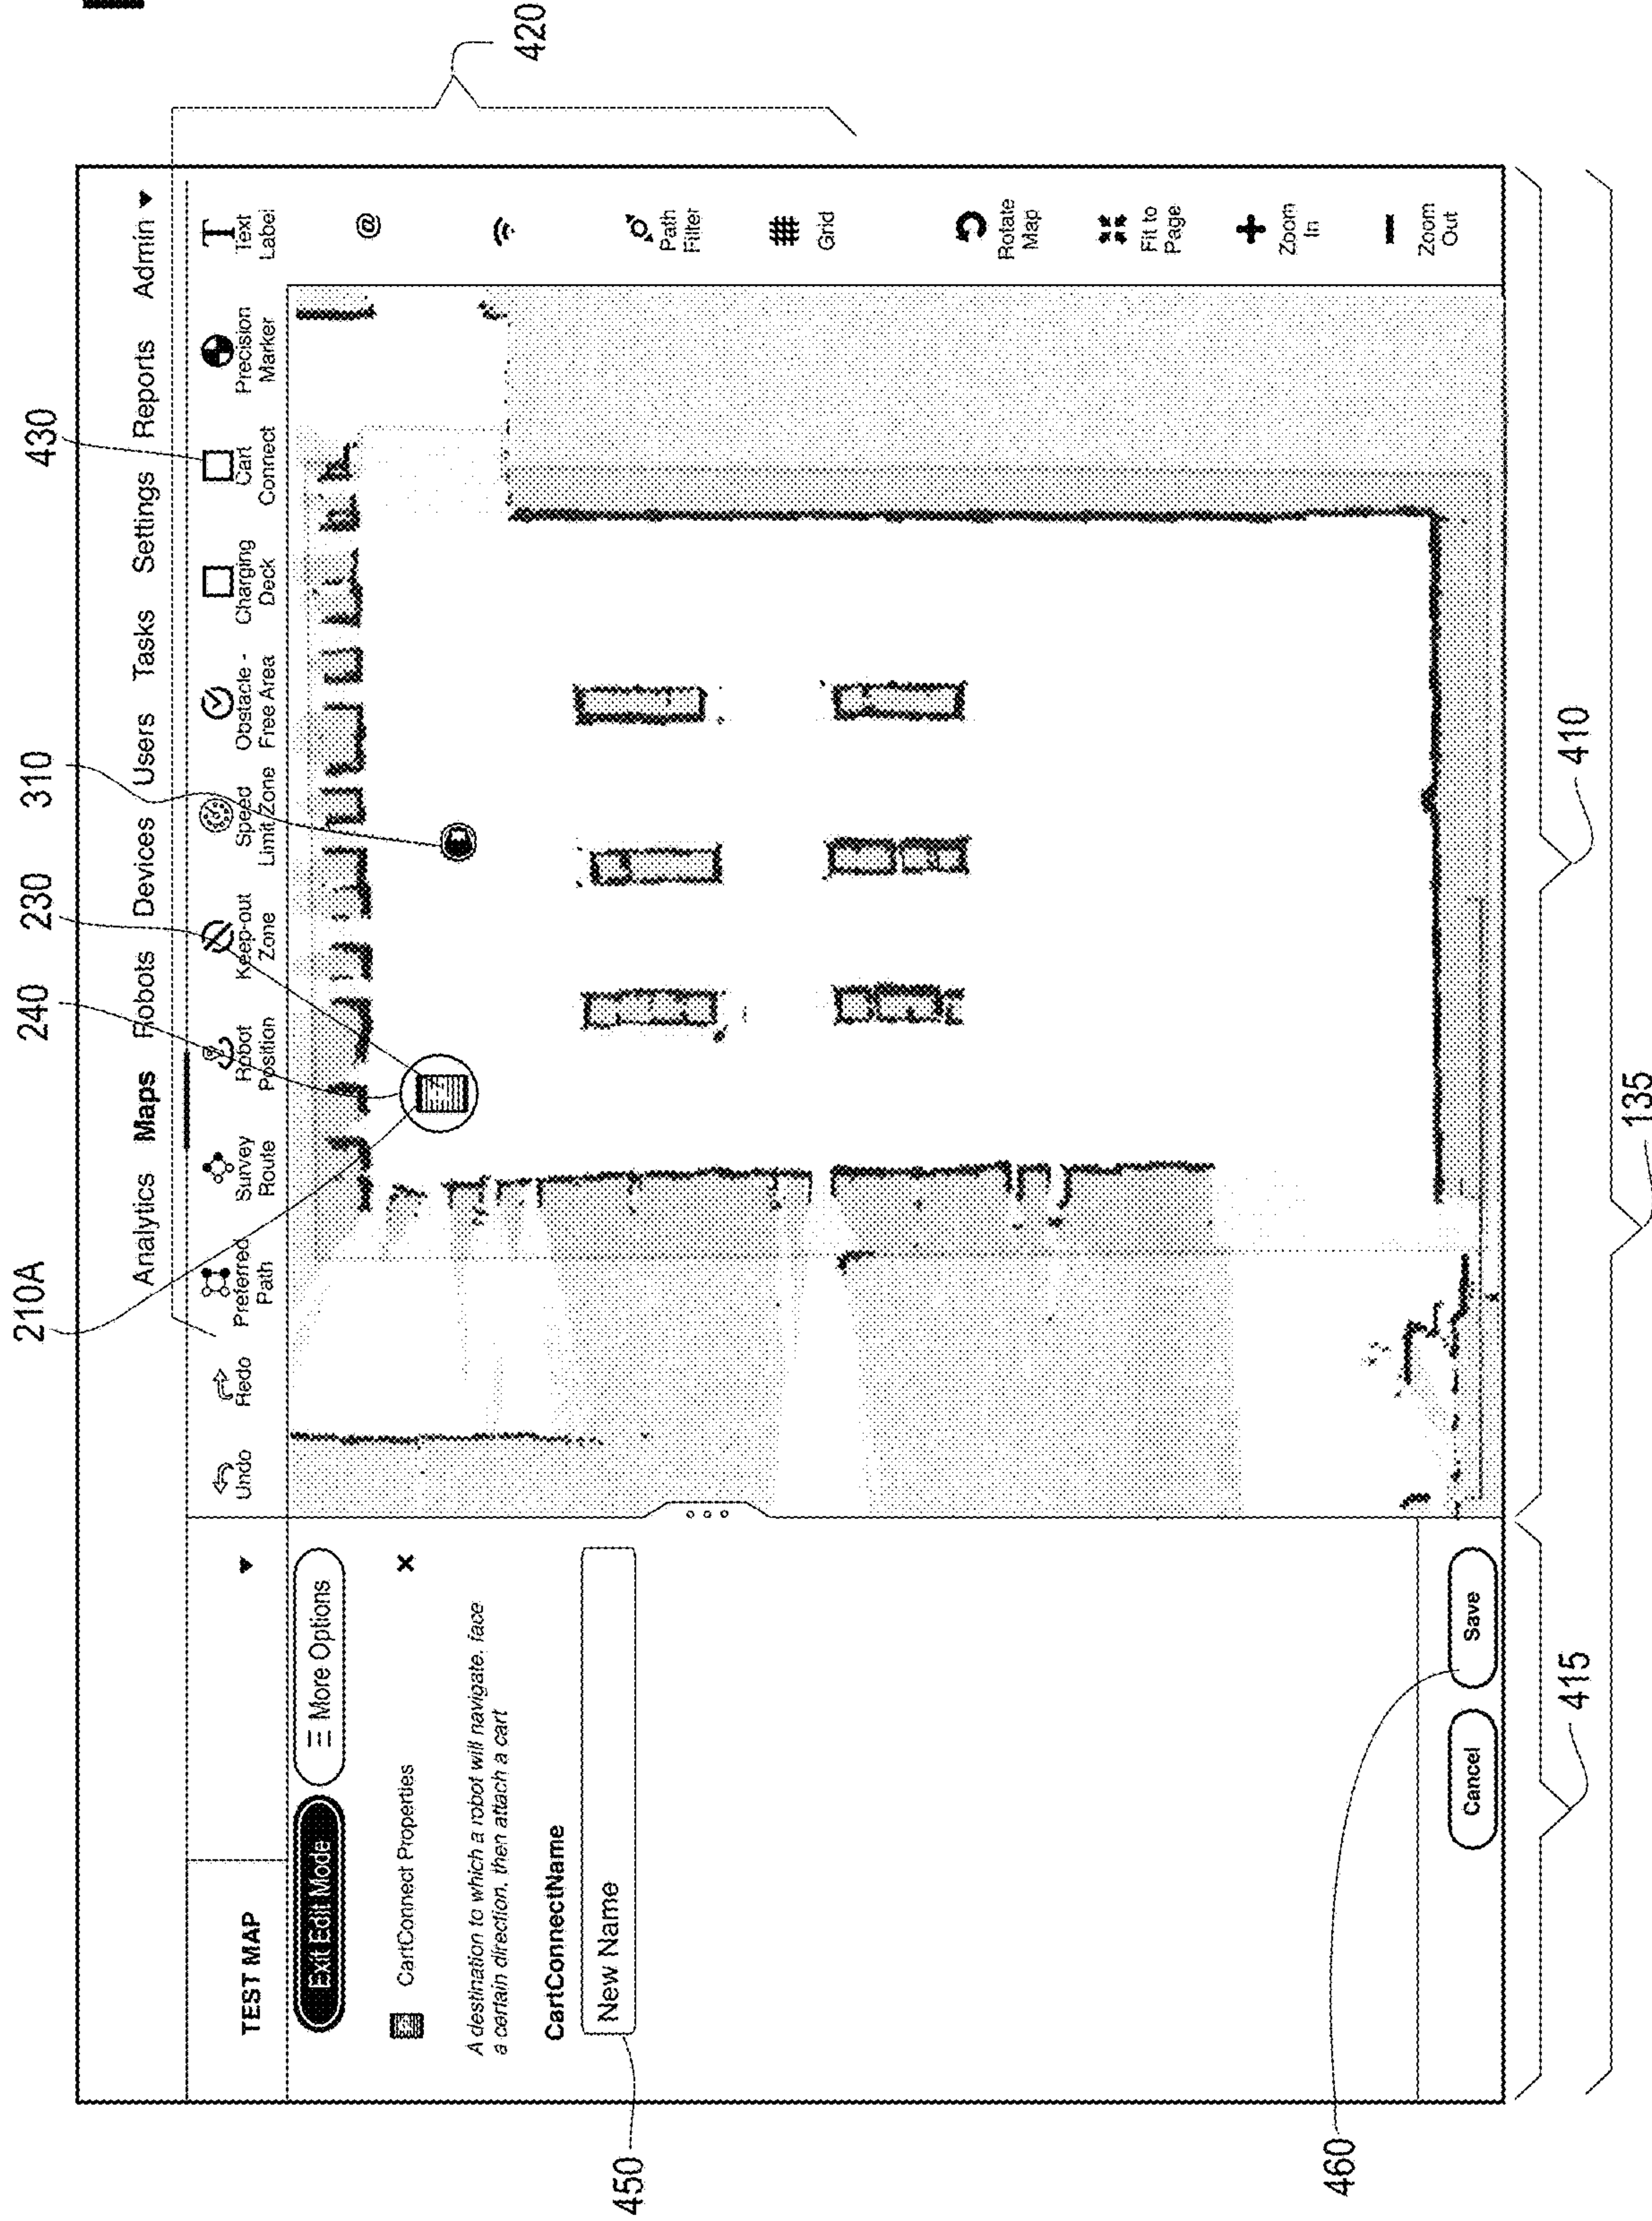 210A
240
230
310
430
420
Analytics Maps Robots Devices Users Tasks Settings Reports Admin
TEST MAP
Undo
Redo
Preferred
Path
Survey
Route
Robot
Position
Keep-out
Zone
Speed
Limit Zone
Obstacle -
Free Area
Charging
Deck
Cart
Connect
Precision
Marker
T
Text
Label
Exit Edit Mode
More Options
CartConnect Properties
x
A destination to which a robot will navigate, face
a certain direction, then attach a cart
CartConnectName
New Name
@
Path
Filter
Grid
Rotate
Map
Fit to
Page
Zoom
In
Zoom
Out
Cancel
Save
450
460
415
410
135